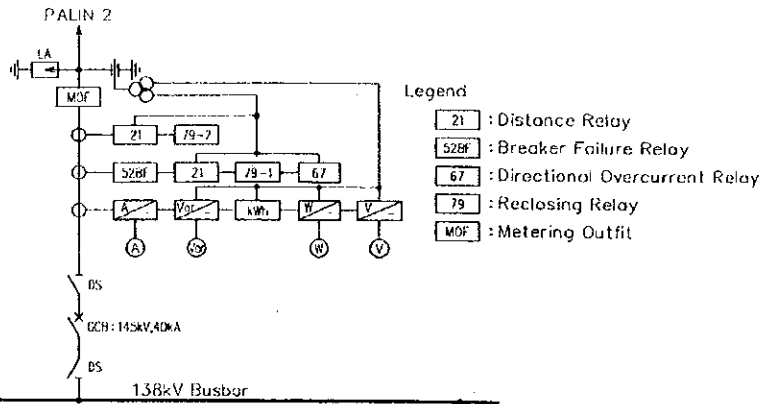 PALIN 2
LA
MOF
21
79-2
52BF
21
79-1
67
A
Var
kWh
W
V
A
Var
W
V
DS
GCB : 145kV, 40kA
DS
138kV Busbar
Legend
21 : Distance Relay
52BF : Breaker Failure Relay
67 : Directional Overcurrent Relay
79 : Reclosing Relay
MOF : Metering Outfit